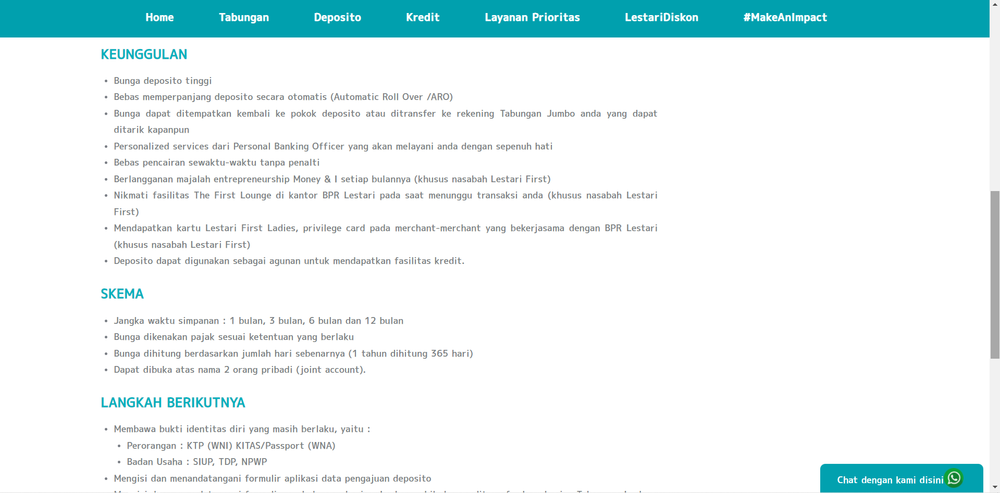 Home Tabungan Deposito Kredit Layanan Prioritas LestariDiskon #MakeAnImpact
KEUNGGULAN
• Bunga deposito tinggi
• Bebas memperpanjang deposito secara otomatis (Automatic Roll Over /ARO)
• Bunga dapat ditempatkan kembali ke pokok deposito atau ditransfer ke rekening Tabungan Jumbo anda yang dapat
ditarik kapanpun
• Personalized services dari Personal Banking Officer yang akan melayani anda dengan sepenuh hati
• Bebas pencairan sewaktu-waktu tanpa penalti
• Berlangganan majalah entrepreneurship Money & I setiap bulannya (khusus nasabah Lestari First)
• Nikmati fasilitas The First Lounge di kantor BPR Lestari pada saat menunggu transaksi anda (khusus nasabah Lestari
First)
• Mendapatkan kartu Lestari First Ladies, privilege card pada merchant-merchant yang bekerjasama dengan BPR Lestari
(khusus nasabah Lestari First)
• Deposito dapat digunakan sebagai agunan untuk mendapatkan fasilitas kredit.
SKEMA
• Jangka waktu simpanan : 1 bulan, 3 bulan, 6 bulan dan 12 bulan
• Bunga dikenakan pajak sesuai ketentuan yang berlaku
• Bunga dihitung berdasarkan jumlah hari sebenarnya (1 tahun dihitung 365 hari)
• Dapat dibuka atas nama 2 orang pribadi (joint account).
LANGKAH BERIKUTNYA
• Membawa bukti identitas diri yang masih berlaku, yaitu :
• Perorangan : KTP (WNI) KITAS/Passport (WNA)
• Badan Usaha : SIUP, TDP, NPWP
• Mengisi dan menandatangani formulir aplikasi data pengajuan deposito
Chat dengan kami disini